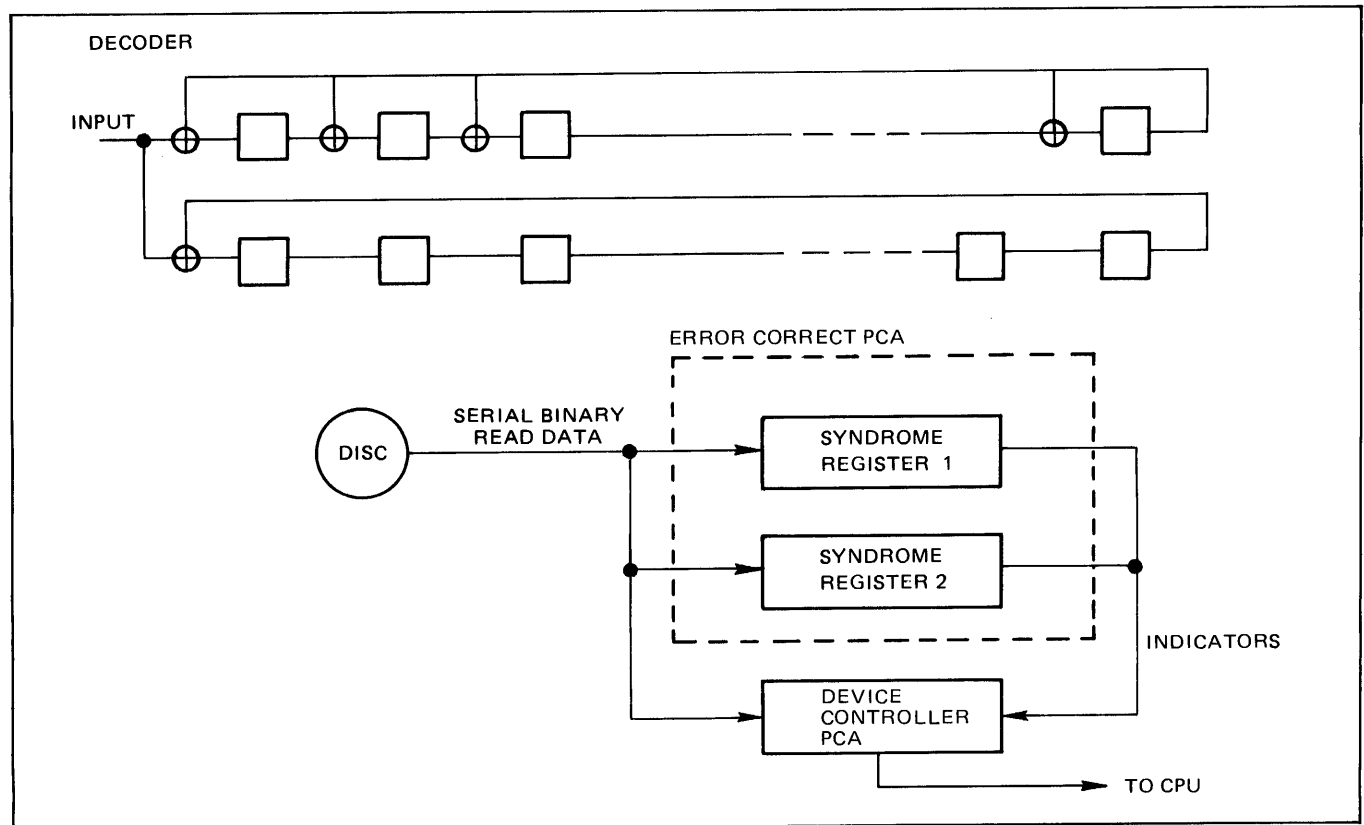 DECODER
INPUT
ERROR CORRECT PCA
SERIAL BINARY
READ DATA
DISC
SYNDROME
REGISTER 1
SYNDROME
REGISTER 2
INDICATORS
DEVICE
CONTROLLER
PCA
TO CPU